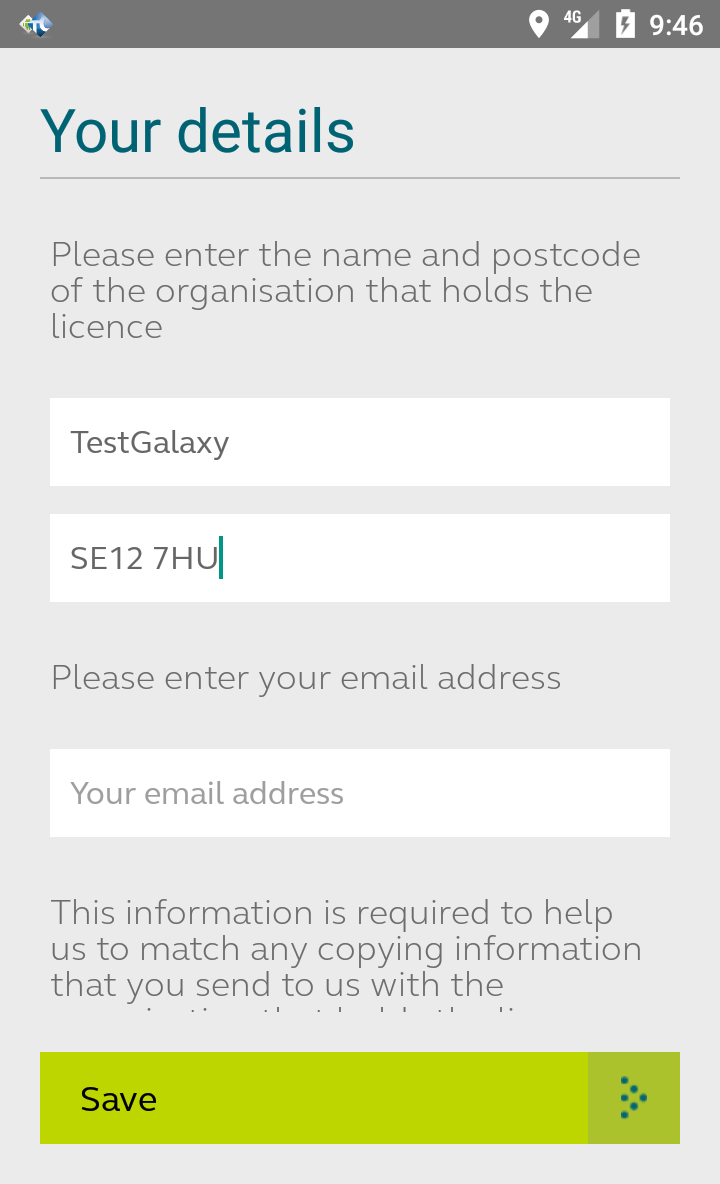 4G 9:46
Your details
Please enter the name and postcode
of the organisation that holds the
licence
TestGalaxy
SE12 7HU
Please enter your email address
Your email address
This information is required to help
us to match any copying information
that you send to us with the
Save